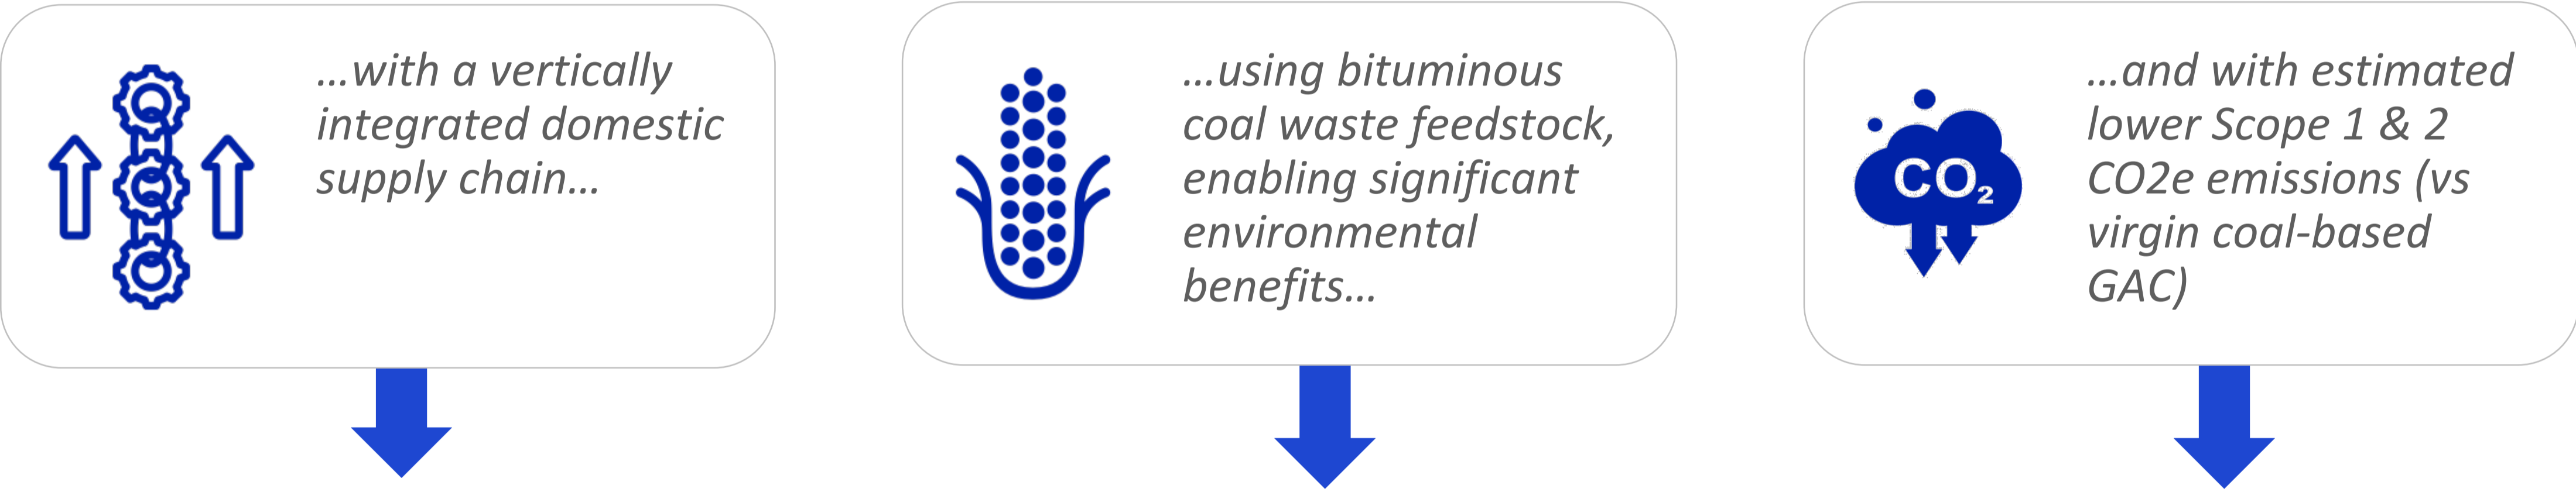 …with a vertically
integrated domestic
supply chain…
…using bituminous
coal waste feedstock,
enabling significant
environmental
benefits…
CO₂
…and with estimated
lower Scope 1 & 2
CO2e emissions (vs
virgin coal-based
GAC)